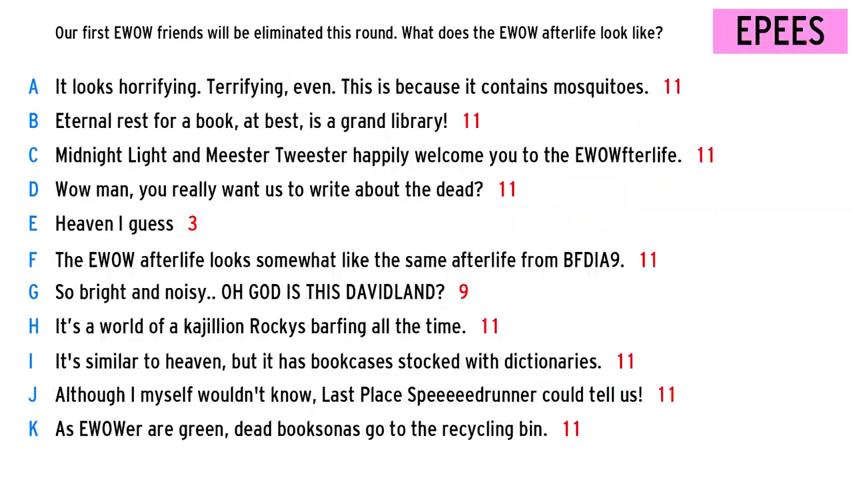 Our first EWOW friends will be eliminated this round. What does the EWOW afterlife look like?
EPEES
A It looks horrifying. Terrifying, even. This is because it contains mosquitoes. 11
B Eternal rest for a book, at best, is a grand library! 11
C Midnight Light and Meester Tweester happily welcome you to the EWOWfterlife. 11
D Wow man, you really want us to write about the dead? 11
E Heaven I guess 3
F The EWOW afterlife looks somewhat like the same afterlife from BFDIA9. 11
G So bright and noisy.. OH GOD IS THIS DAVIDLAND? 9
H It's a world of a kajillion Rockys barfing all the time. 11
I It's similar to heaven, but it has bookcases stocked with dictionaries. 11
J Although I myself wouldn't know, Last Place Speeeeedrunner could tell us! 11
K As EWOWer are green, dead booksonas go to the recycling bin. 11